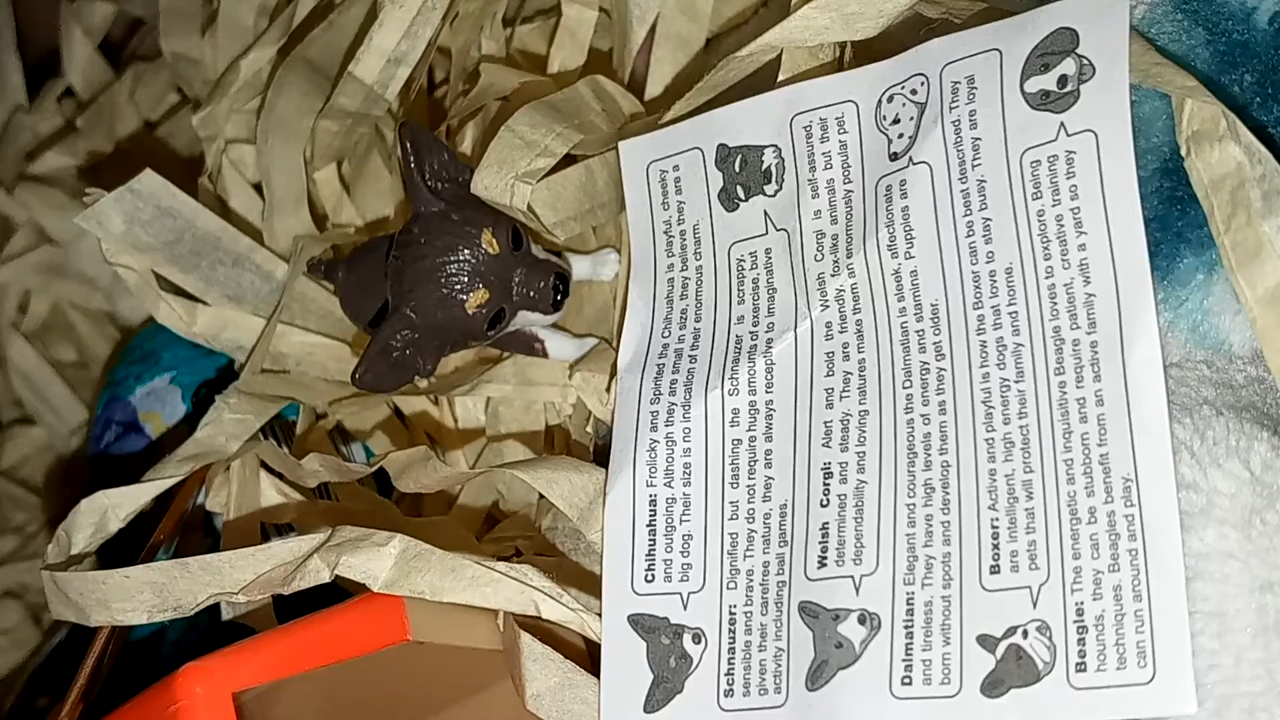 Chihuahua: Frolicky and Spirited the Chihuahua is playful, cheeky
and outgoing. Although they are small in size, they believe they are a
big dog. Their size is no indication of their enormous charm.
Schnauzer: Dignified but dashing the Schnauzer is scrappy,
sensible and brave. They do not require huge amounts of exercise, but
given their carefree nature, they are always receptive to imaginative
activity including ball games.
Welsh Corgi: Alert and bold the Welsh Corgi is self-assured,
determined and steady. They are friendly, fox-like animals but their
dependability and loving natures make them an enormously popular pet.
Dalmatian: Elegant and courageous the Dalmatian is sleek, affectionate
and tireless. They have high levels of energy and stamina. Puppies are
born without spots and develop them as they get older.
Boxer: Active and playful is how the Boxer can be best described. They
are intelligent, high energy dogs that love to stay busy. They are loyal
pets that will protect their family and home.
Beagle: The energetic and inquisitive Beagle loves to explore. Being
hounds, they can be stubborn and require patient, creative training
techniques. Beagles benefit from an active family with a yard so they
can run around and play.